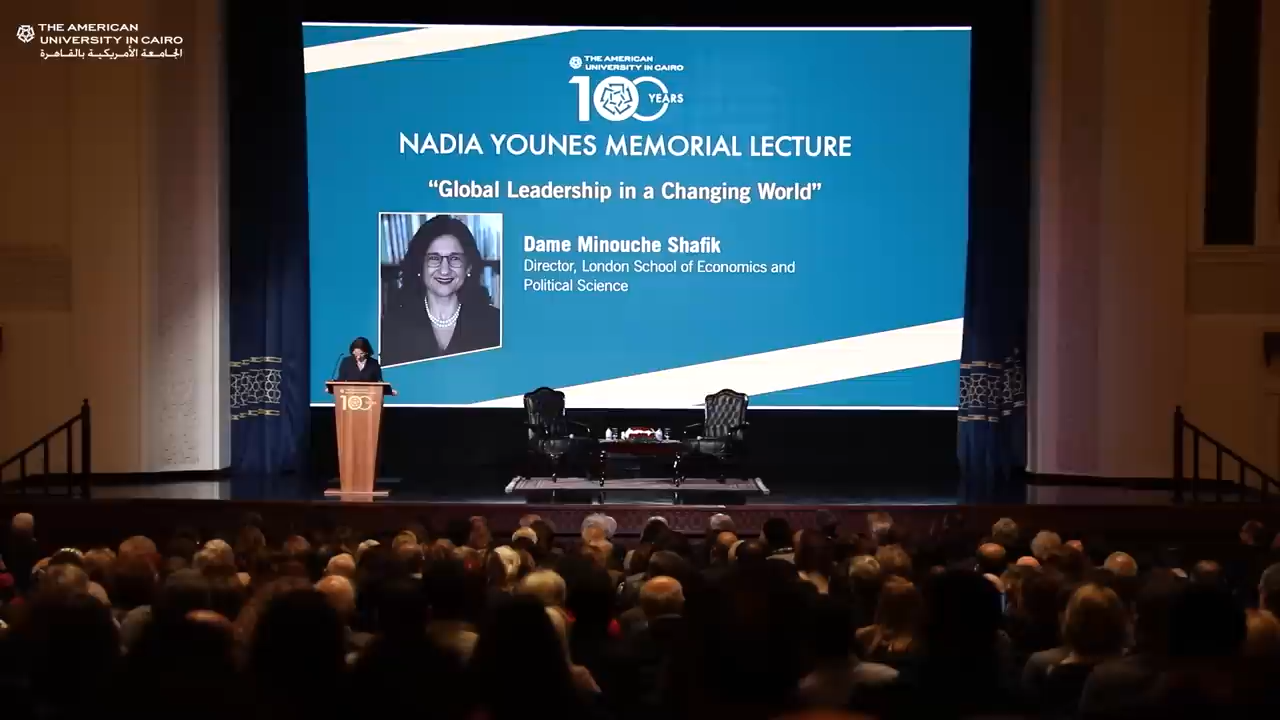 THE AMERICAN
UNIVERSITY IN CAIRO
الجامعة الأمريكية بالقاهرة
THE AMERICAN
UNIVERSITY IN CAIRO
100 YEARS
NADIA YOUNES MEMORIAL LECTURE
“Global Leadership in a Changing World”
Dame Minouche Shafik
Director, London School of Economics and
Political Science
100